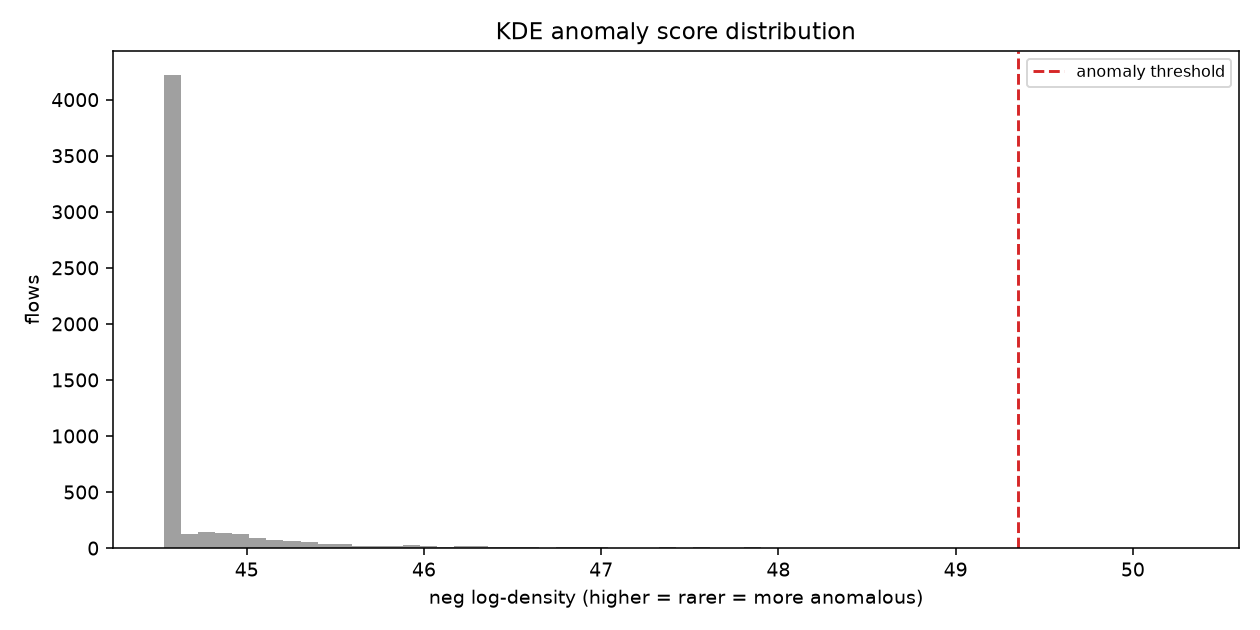 KDE anomaly score distribution
anomaly threshold
4000
3500
3000
2500
2000
1500
1000
500
0
flows
45 46 47 48 49 50
neg log-density (higher = rarer = more anomalous)